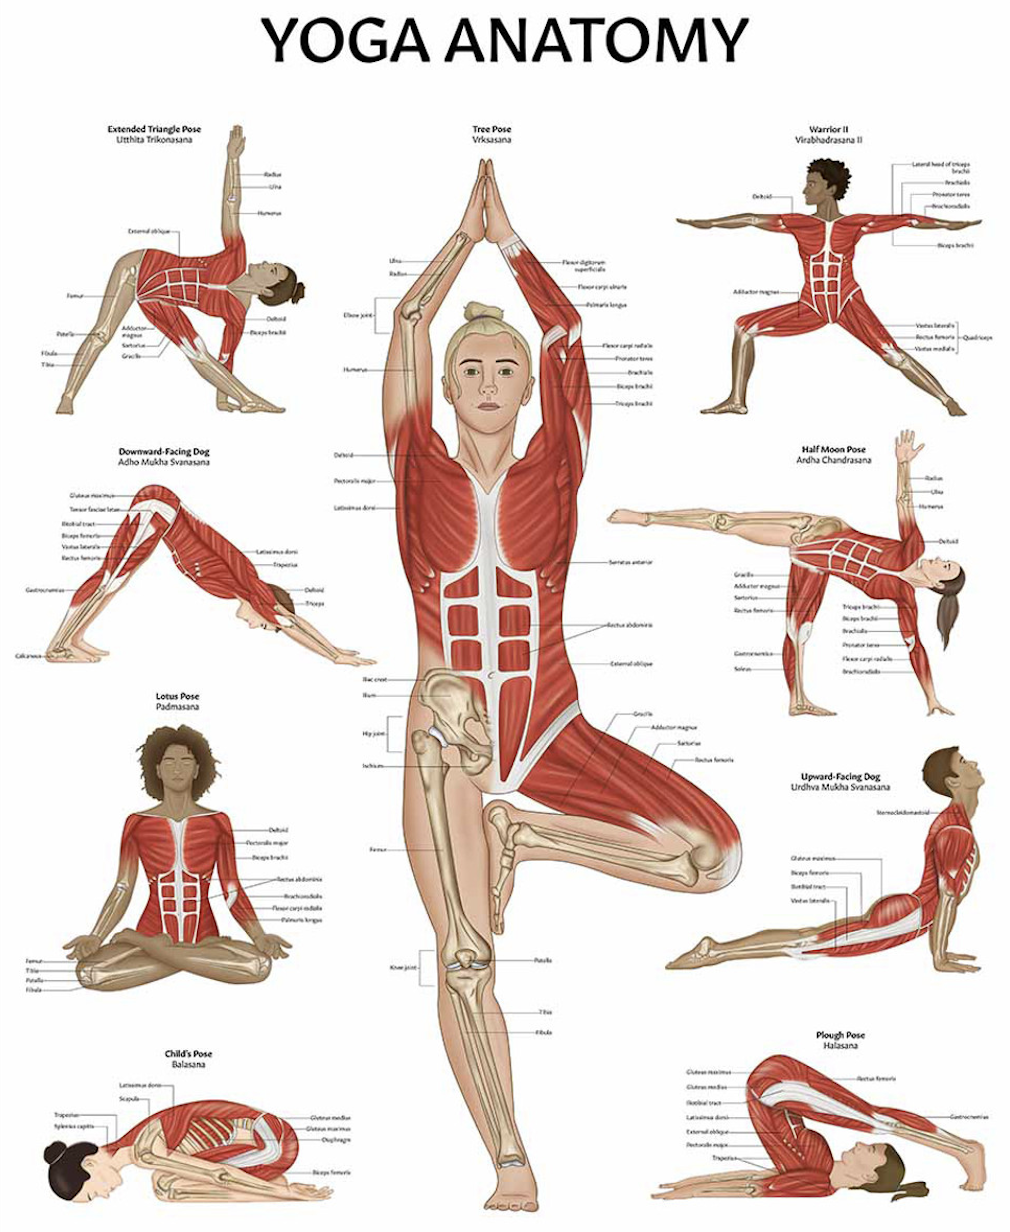 YOGA ANATOMY
Extended Triangle Pose
Utthita Trikonasana
Radius
Ulna
Humerus
External oblique
Femur
Patella
Fibula
Tibia
Adductor
magnus
Sartorius
Gracilis
Deltoid
Biceps brachii
Tree Pose
Vrksasana
Ulna
Radius
Elbow joint
Humerus
Deltoid
Pectoralis major
Latissimus dorsi
Flexor digitorum
superficialis
Flexor carpi ulnaris
Palmaris longus
Flexor carpi radialis
Pronator teres
Brachialis
Biceps brachii
Triceps brachii
Serratus anterior
Rectus abdominis
External oblique
Iliac crest
Ilium
Hip joint
Ischium
Gracilis
Adductor magnus
Sartorius
Rectus femoris
Femur
Knee joint
Patella
Tibia
Fibula
Warrior II
Virabhadrasana II
Deltoid
Lateral head of triceps
brachii
Brachialis
Pronator teres
Brachioradialis
Biceps brachii
Adductor magnus
Vastus lateralis
Rectus femoris
Vastus medialis
Quadriceps
Downward-Facing Dog
Adho Mukha Svanasana
Gluteus maximus
Tensor fasciae latae
Iliotibial tract
Biceps femoris
Vastus lateralis
Rectus femoris
Gastrocnemius
Calcaneus
Latissimus dorsi
Trapezius
Deltoid
Triceps
Half Moon Pose
Ardha Chandrasana
Radius
Ulna
Humerus
Deltoid
Gracilis
Adductor magnus
Sartorius
Rectus femoris
Gastrocnemius
Soleus
Triceps brachii
Biceps brachii
Brachialis
Pronator teres
Flexor carpi radialis
Brachioradialis
Lotus Pose
Padmasana
Deltoid
Pectoralis major
Biceps brachii
Rectus abdominis
Brachioradialis
Flexor carpi radialis
Palmaris longus
Femur
Tibia
Patella
Fibula
Upward-Facing Dog
Urdhva Mukha Svanasana
Sternocleidomastoid
Gluteus maximus
Biceps femoris
Iliotibial tract
Vastus lateralis
Child's Pose
Balasana
Latissimus dorsi
Scapula
Trapezius
Splenius capitis
Gluteus medius
Gluteus maximus
Diaphragm
Biceps femoris
Plough Pose
Halasana
Gluteus maximus
Gluteus medius
Iliotibial tract
Latissimus dorsi
External oblique
Pectoralis major
Trapezius
Rectus femoris
Gastrocnemius